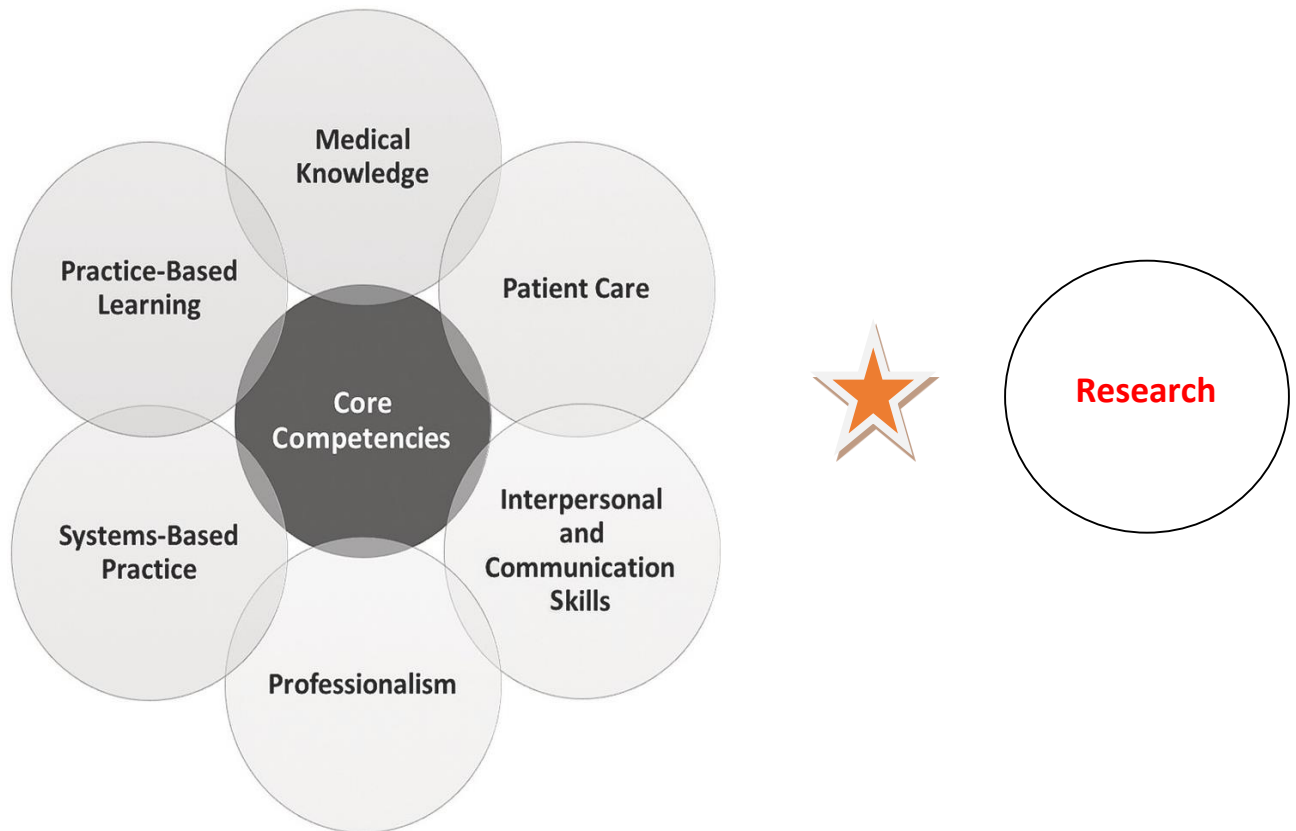 Medical
Knowledge
Practice-Based
Learning
Patient Care
Core
Competencies
Systems-Based
Practice
Interpersonal
and
Communication
Skills
Professionalism
Research